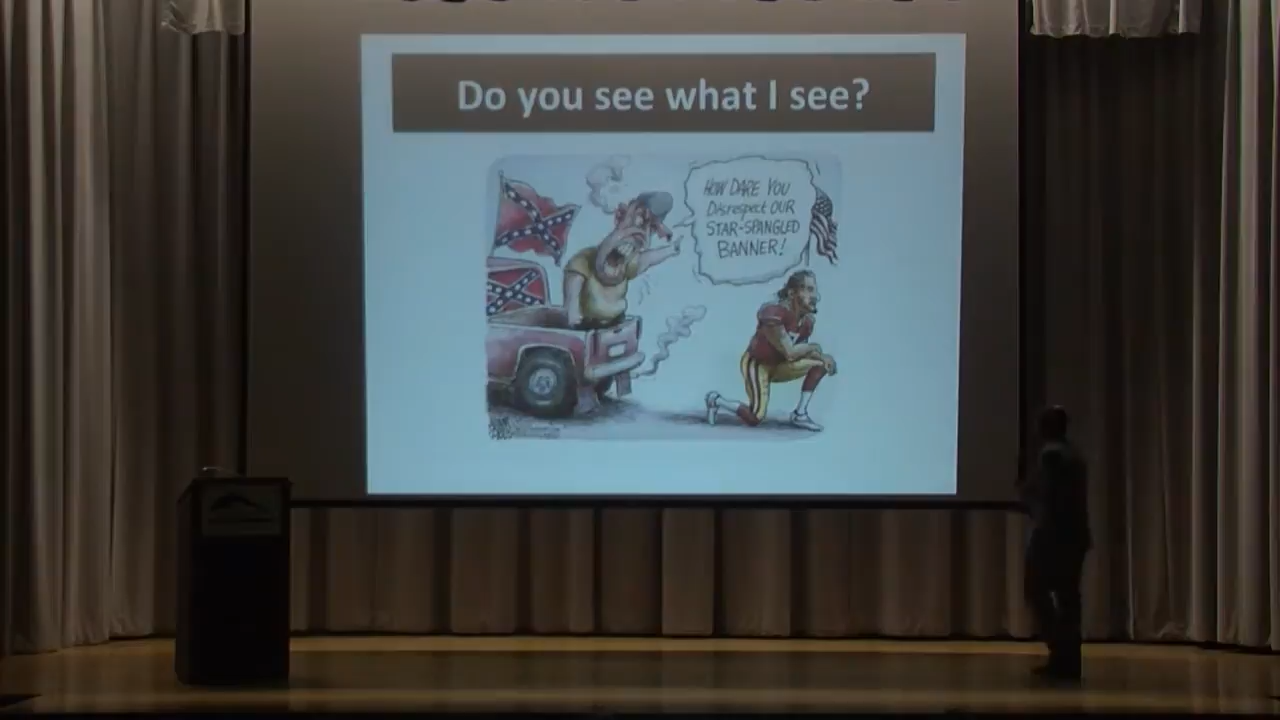 Do you see what I see?
HOW DARE YOU
Disrespect OUR
STAR-SPANGLED
BANNER!